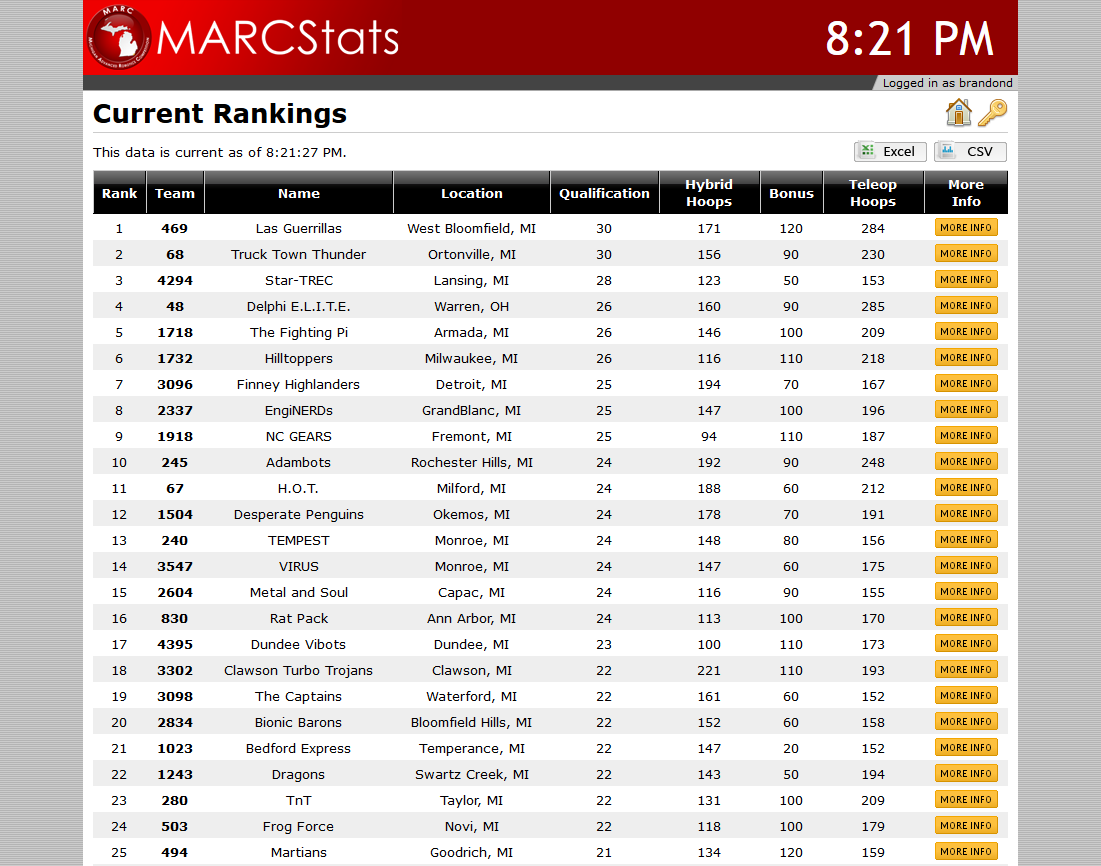 MARC
MARCStats
8:21 PM
Logged in as brandond
Current Rankings
This data is current as of 8:21:27 PM.
Excel CSV
Rank Team Name Location Qualification Hybrid Hoops Bonus Teleop Hoops More Info
1 469 Las Guerrillas West Bloomfield, MI 30 171 120 284 MORE INFO
2 68 Truck Town Thunder Ortonville, MI 30 156 90 230 MORE INFO
3 4294 Star-TREC Lansing, MI 28 123 50 153 MORE INFO
4 48 Delphi E.L.I.T.E. Warren, OH 26 160 90 285 MORE INFO
5 1718 The Fighting Pi Armada, MI 26 146 100 209 MORE INFO
6 1732 Hilltoppers Milwaukee, MI 26 116 110 218 MORE INFO
7 3096 Finney Highlanders Detroit, MI 25 194 70 167 MORE INFO
8 2337 EngiNERDs GrandBlanc, MI 25 147 100 196 MORE INFO
9 1918 NC GEARS Fremont, MI 25 94 110 187 MORE INFO
10 245 Adambots Rochester Hills, MI 24 192 90 248 MORE INFO
11 67 H.O.T. Milford, MI 24 188 60 212 MORE INFO
12 1504 Desperate Penguins Okemos, MI 24 178 70 191 MORE INFO
13 240 TEMPEST Monroe, MI 24 148 80 156 MORE INFO
14 3547 VIRUS Monroe, MI 24 147 60 175 MORE INFO
15 2604 Metal and Soul Capac, MI 24 116 90 155 MORE INFO
16 830 Rat Pack Ann Arbor, MI 24 113 100 170 MORE INFO
17 4395 Dundee Vibots Dundee, MI 23 100 110 173 MORE INFO
18 3302 Clawson Turbo Trojans Clawson, MI 22 221 110 193 MORE INFO
19 3098 The Captains Waterford, MI 22 161 60 152 MORE INFO
20 2834 Bionic Barons Bloomfield Hills, MI 22 152 60 158 MORE INFO
21 1023 Bedford Express Temperance, MI 22 147 20 152 MORE INFO
22 1243 Dragons Swartz Creek, MI 22 143 50 194 MORE INFO
23 280 TnT Taylor, MI 22 131 100 209 MORE INFO
24 503 Frog Force Novi, MI 22 118 100 179 MORE INFO
25 494 Martians Goodrich, MI 21 134 120 159 MORE INFO